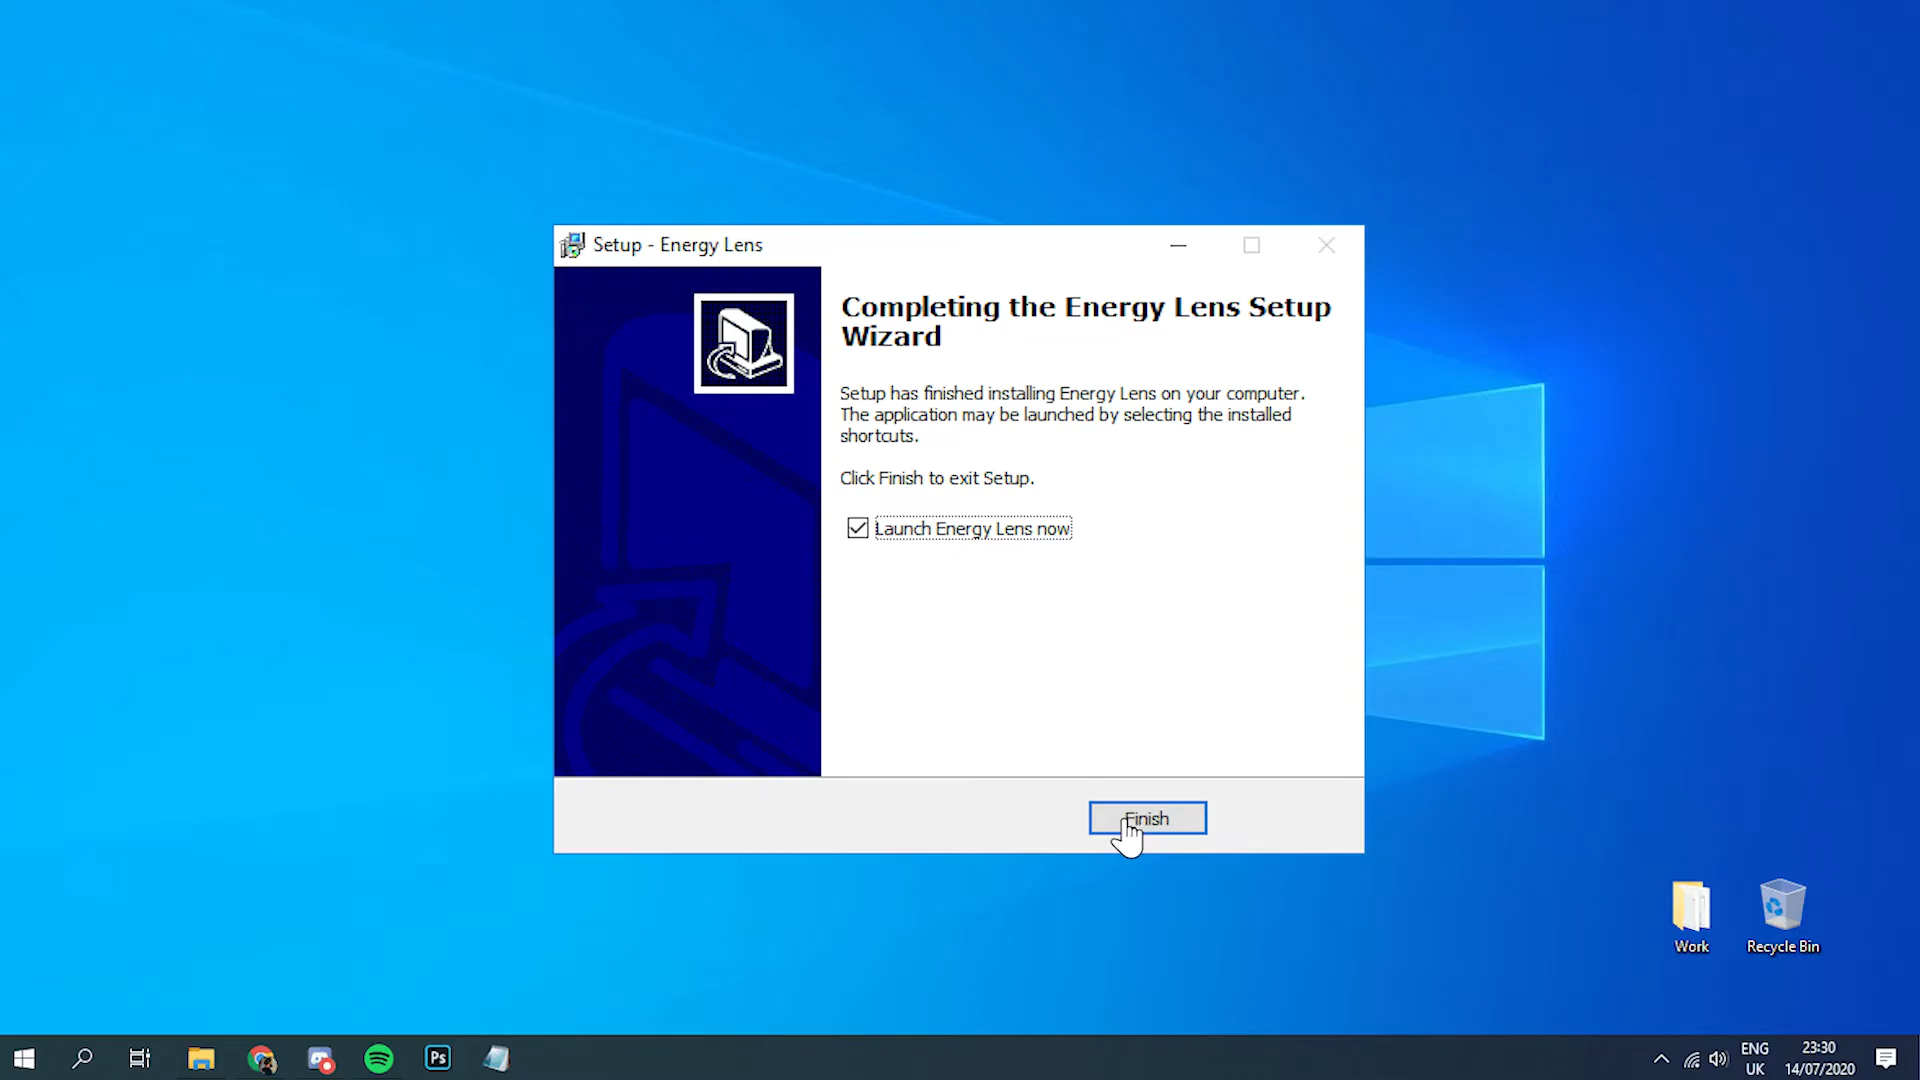 Setup - Energy Lens
Completing the Energy Lens Setup
Wizard
Setup has finished installing Energy Lens on your computer.
The application may be launched by selecting the installed
shortcuts.
Click Finish to exit Setup.
Launch Energy Lens now
Finish
Work
Recycle Bin
Ps
ENG
UK
23:30
14/07/2020